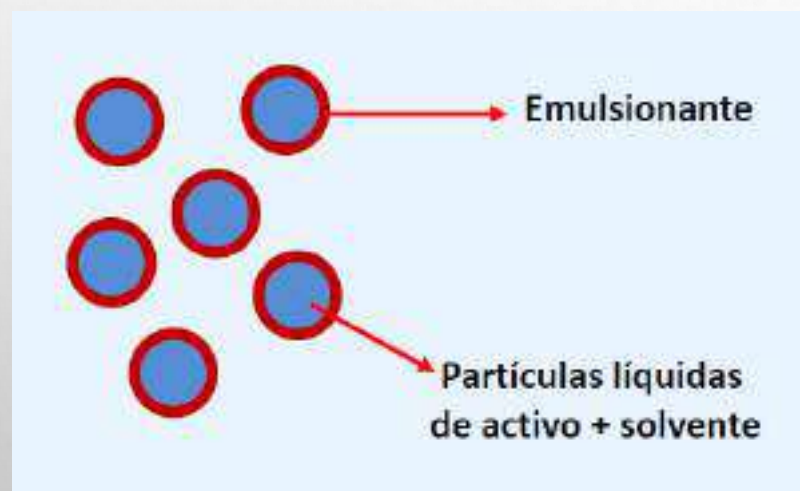 Emulsionante
Partículas líquidas
de activo + solvente